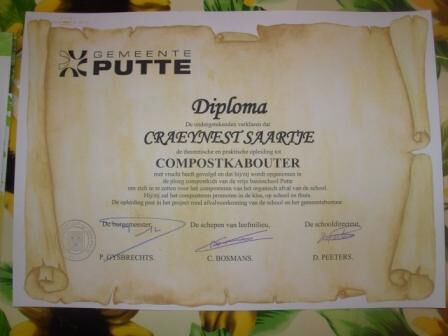 GEMEENTE
PUTTE
Diploma
De ondergetekenden verklaren dat
CRAEYNEST SAARTJE
de theoretische en praktische opleiding tot
COMPOSTKABOUTER
met vrucht heeft gevolgd en dat hij/zij wordt opgenomen in
de ploeg compostkids van de vrije basisschool Putte
om zich in te zetten voor het composteren van het organisch afval van de school.
Hij/zij zal het composteren promoten in de klas, op school en thuis.
De opleiding past in het project rond afvalvoorkoming van de school en het gemeentebestuur.
De burgemeester, De schepen van leefmilieu, De schooldirecteur,
P. GYSBRECHTS. C. BOSMANS. D. PEETERS.